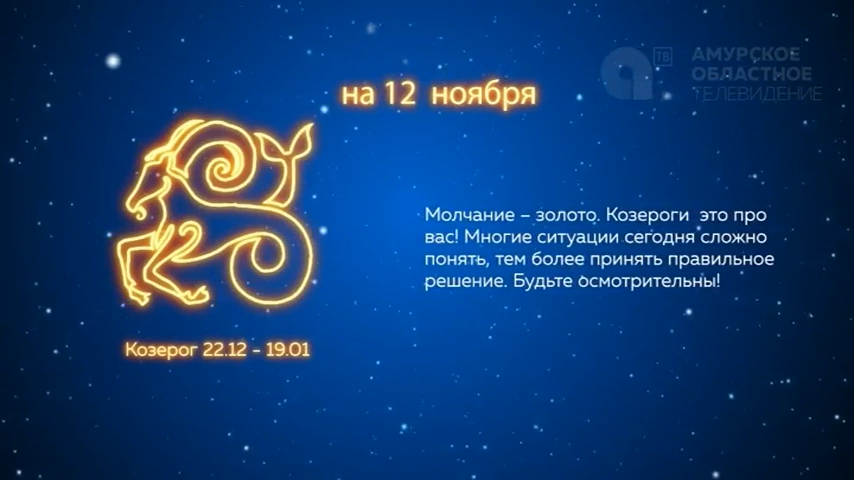 ТВ
АМУРСКОЕ
ОБЛАСТНОЕ
ТЕЛЕВИДЕНИЕ
на 12 ноября
Молчание – золото. Козероги это про
вас! Многие ситуации сегодня сложно
понять, тем более принять правильное
решение. Будьте осмотрительны!
Козерог 22.12 - 19.01